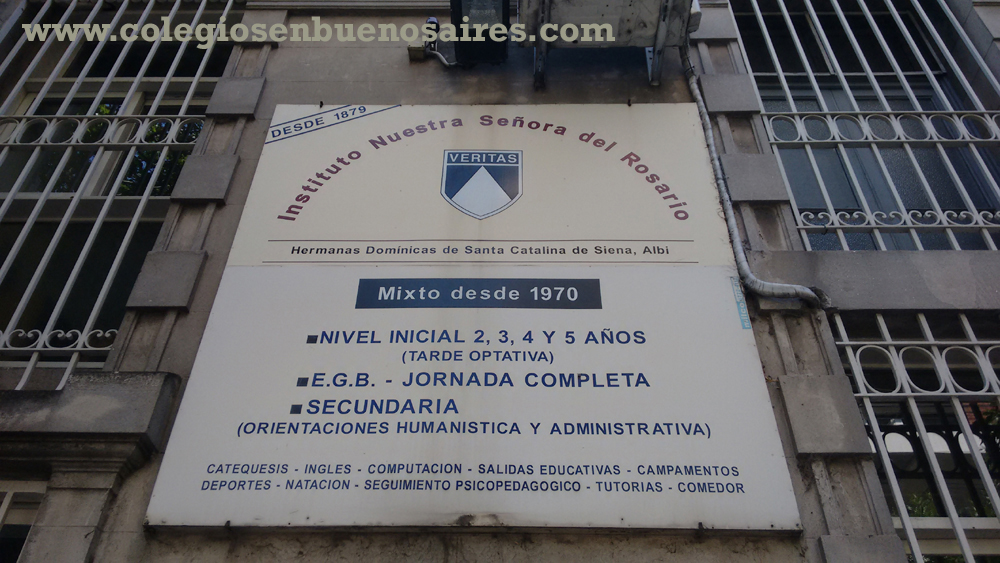 www.colegiosenbuenosaires.com
DESDE 1879
Instituto Nuestra Señora del Rosario
VERITAS
Hermanas Domínicas de Santa Catalina de Siena, Albi
Mixto desde 1970
NIVEL INICIAL 2, 3, 4 Y 5 AÑOS
(TARDE OPTATIVA)
E.G.B. - JORNADA COMPLETA
SECUNDARIA
(ORIENTACIONES HUMANISTICA Y ADMINISTRATIVA)
CATEQUESIS - INGLES - COMPUTACION - SALIDAS EDUCATIVAS - CAMPAMENTOS
DEPORTES - NATACION - SEGUIMIENTO PSICOPEDAGOGICO - TUTORIAS - COMEDOR